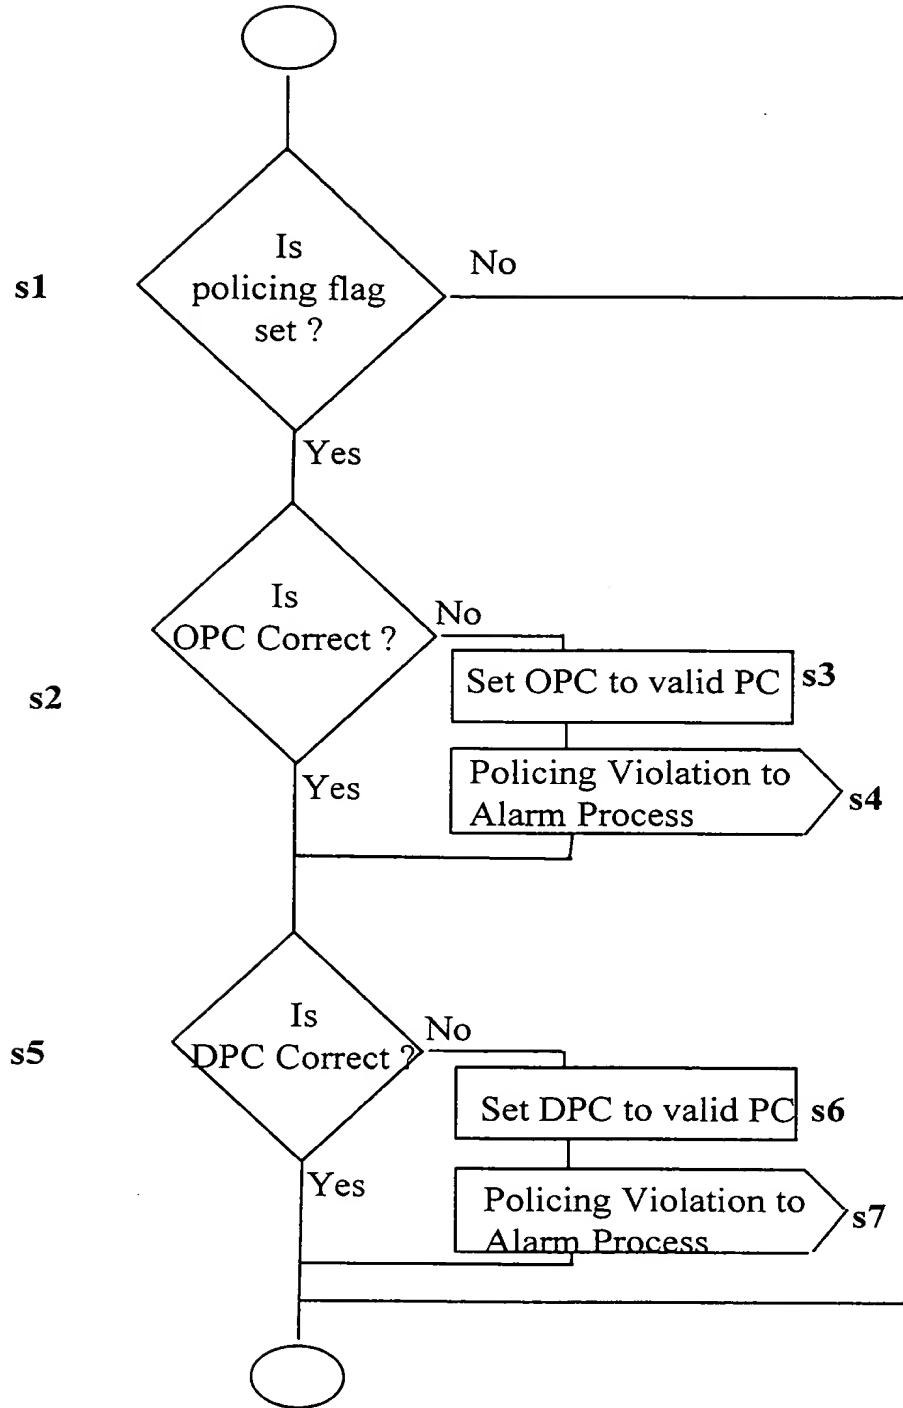 Is
policing flag
set ?
No
s1
Yes
Is
OPC Correct ?
No
s2
Set OPC to valid PC
s3
Yes
Policing Violation to
Alarm Process
s4
Is
DPC Correct ?
No
s5
Set DPC to valid PC
s6
Yes
Policing Violation to
Alarm Process
s7